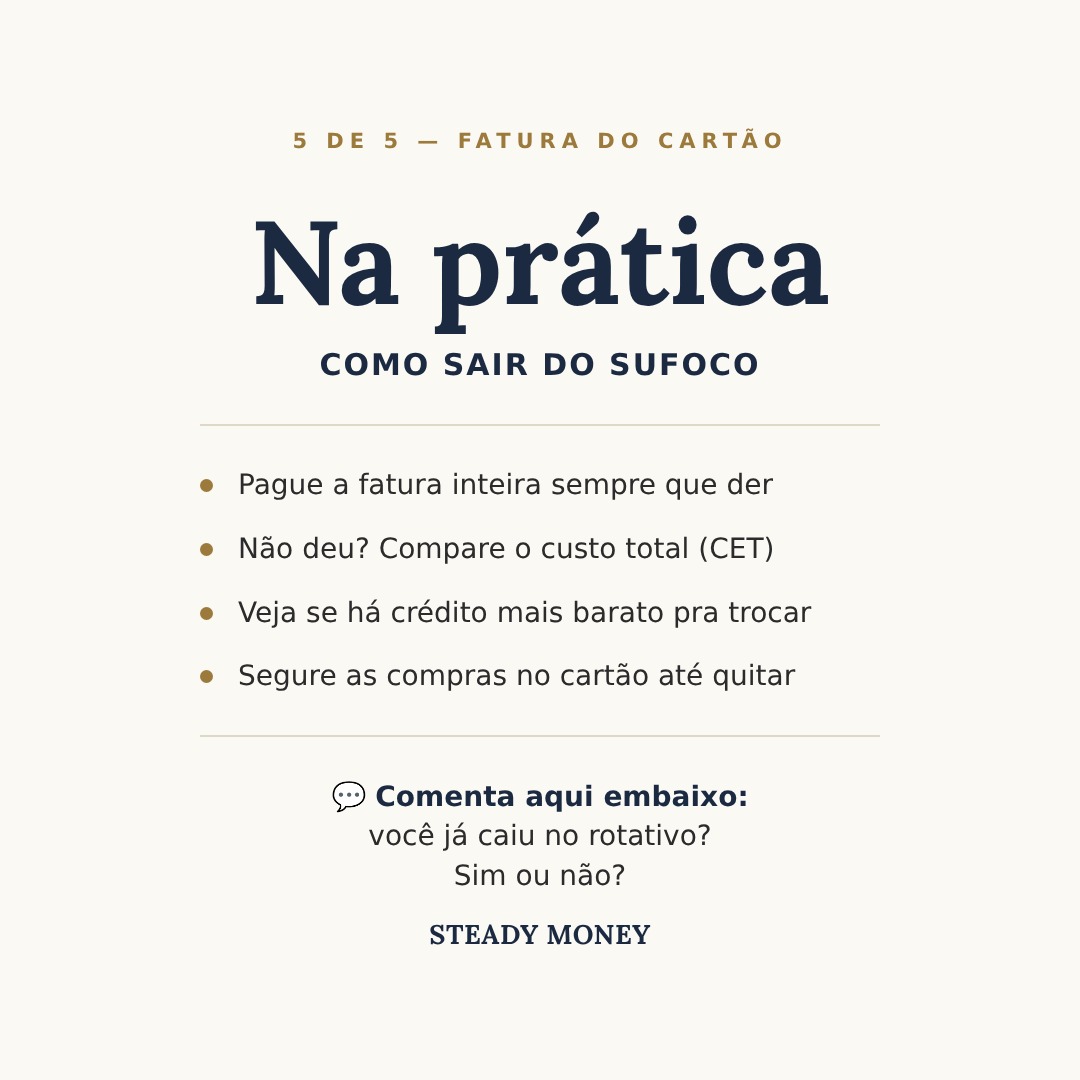 5 DE 5 — FATURA DO CARTÃO
Na prática
COMO SAIR DO SUFOCO
Pague a fatura inteira sempre que der
Não deu? Compare o custo total (CET)
Veja se há crédito mais barato pra trocar
Segure as compras no cartão até quitar
💬 Comenta aqui embaixo:
você já caiu no rotativo?
Sim ou não?
STEADY MONEY